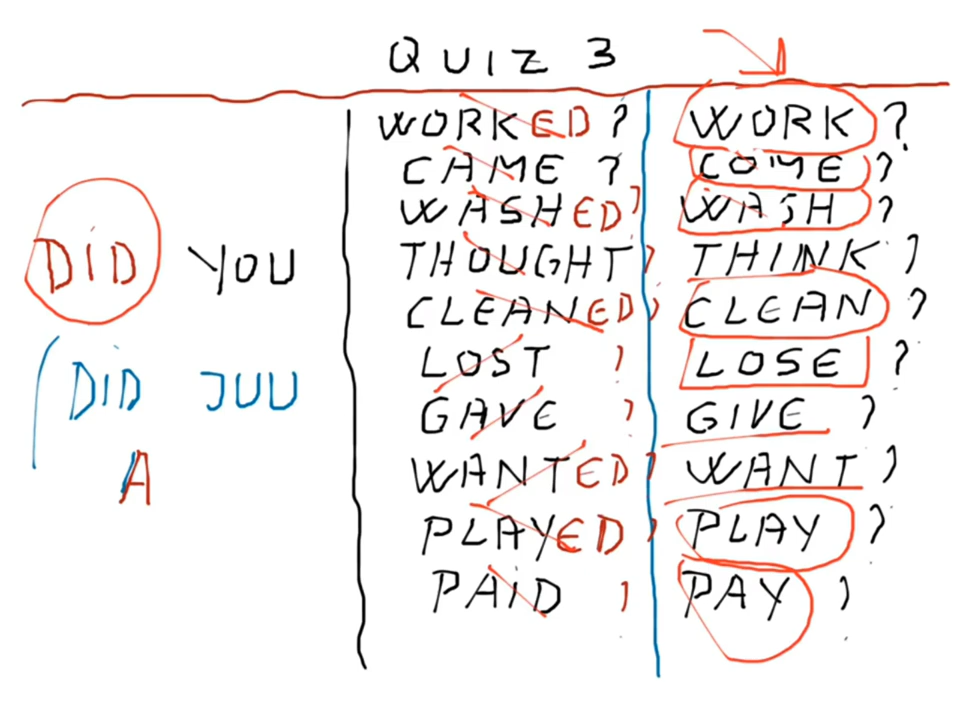 QUIZ 3
WORKED? WORK?
CAME? COME?
WASHED? WASH?
DID YOU THOUGHT? THINK?
CLEANED? CLEAN?
DID JUU LOST? LOSE?
GAVE? GIVE?
A WANTED? WANT?
PLAYED? PLAY?
PAID? PAY?